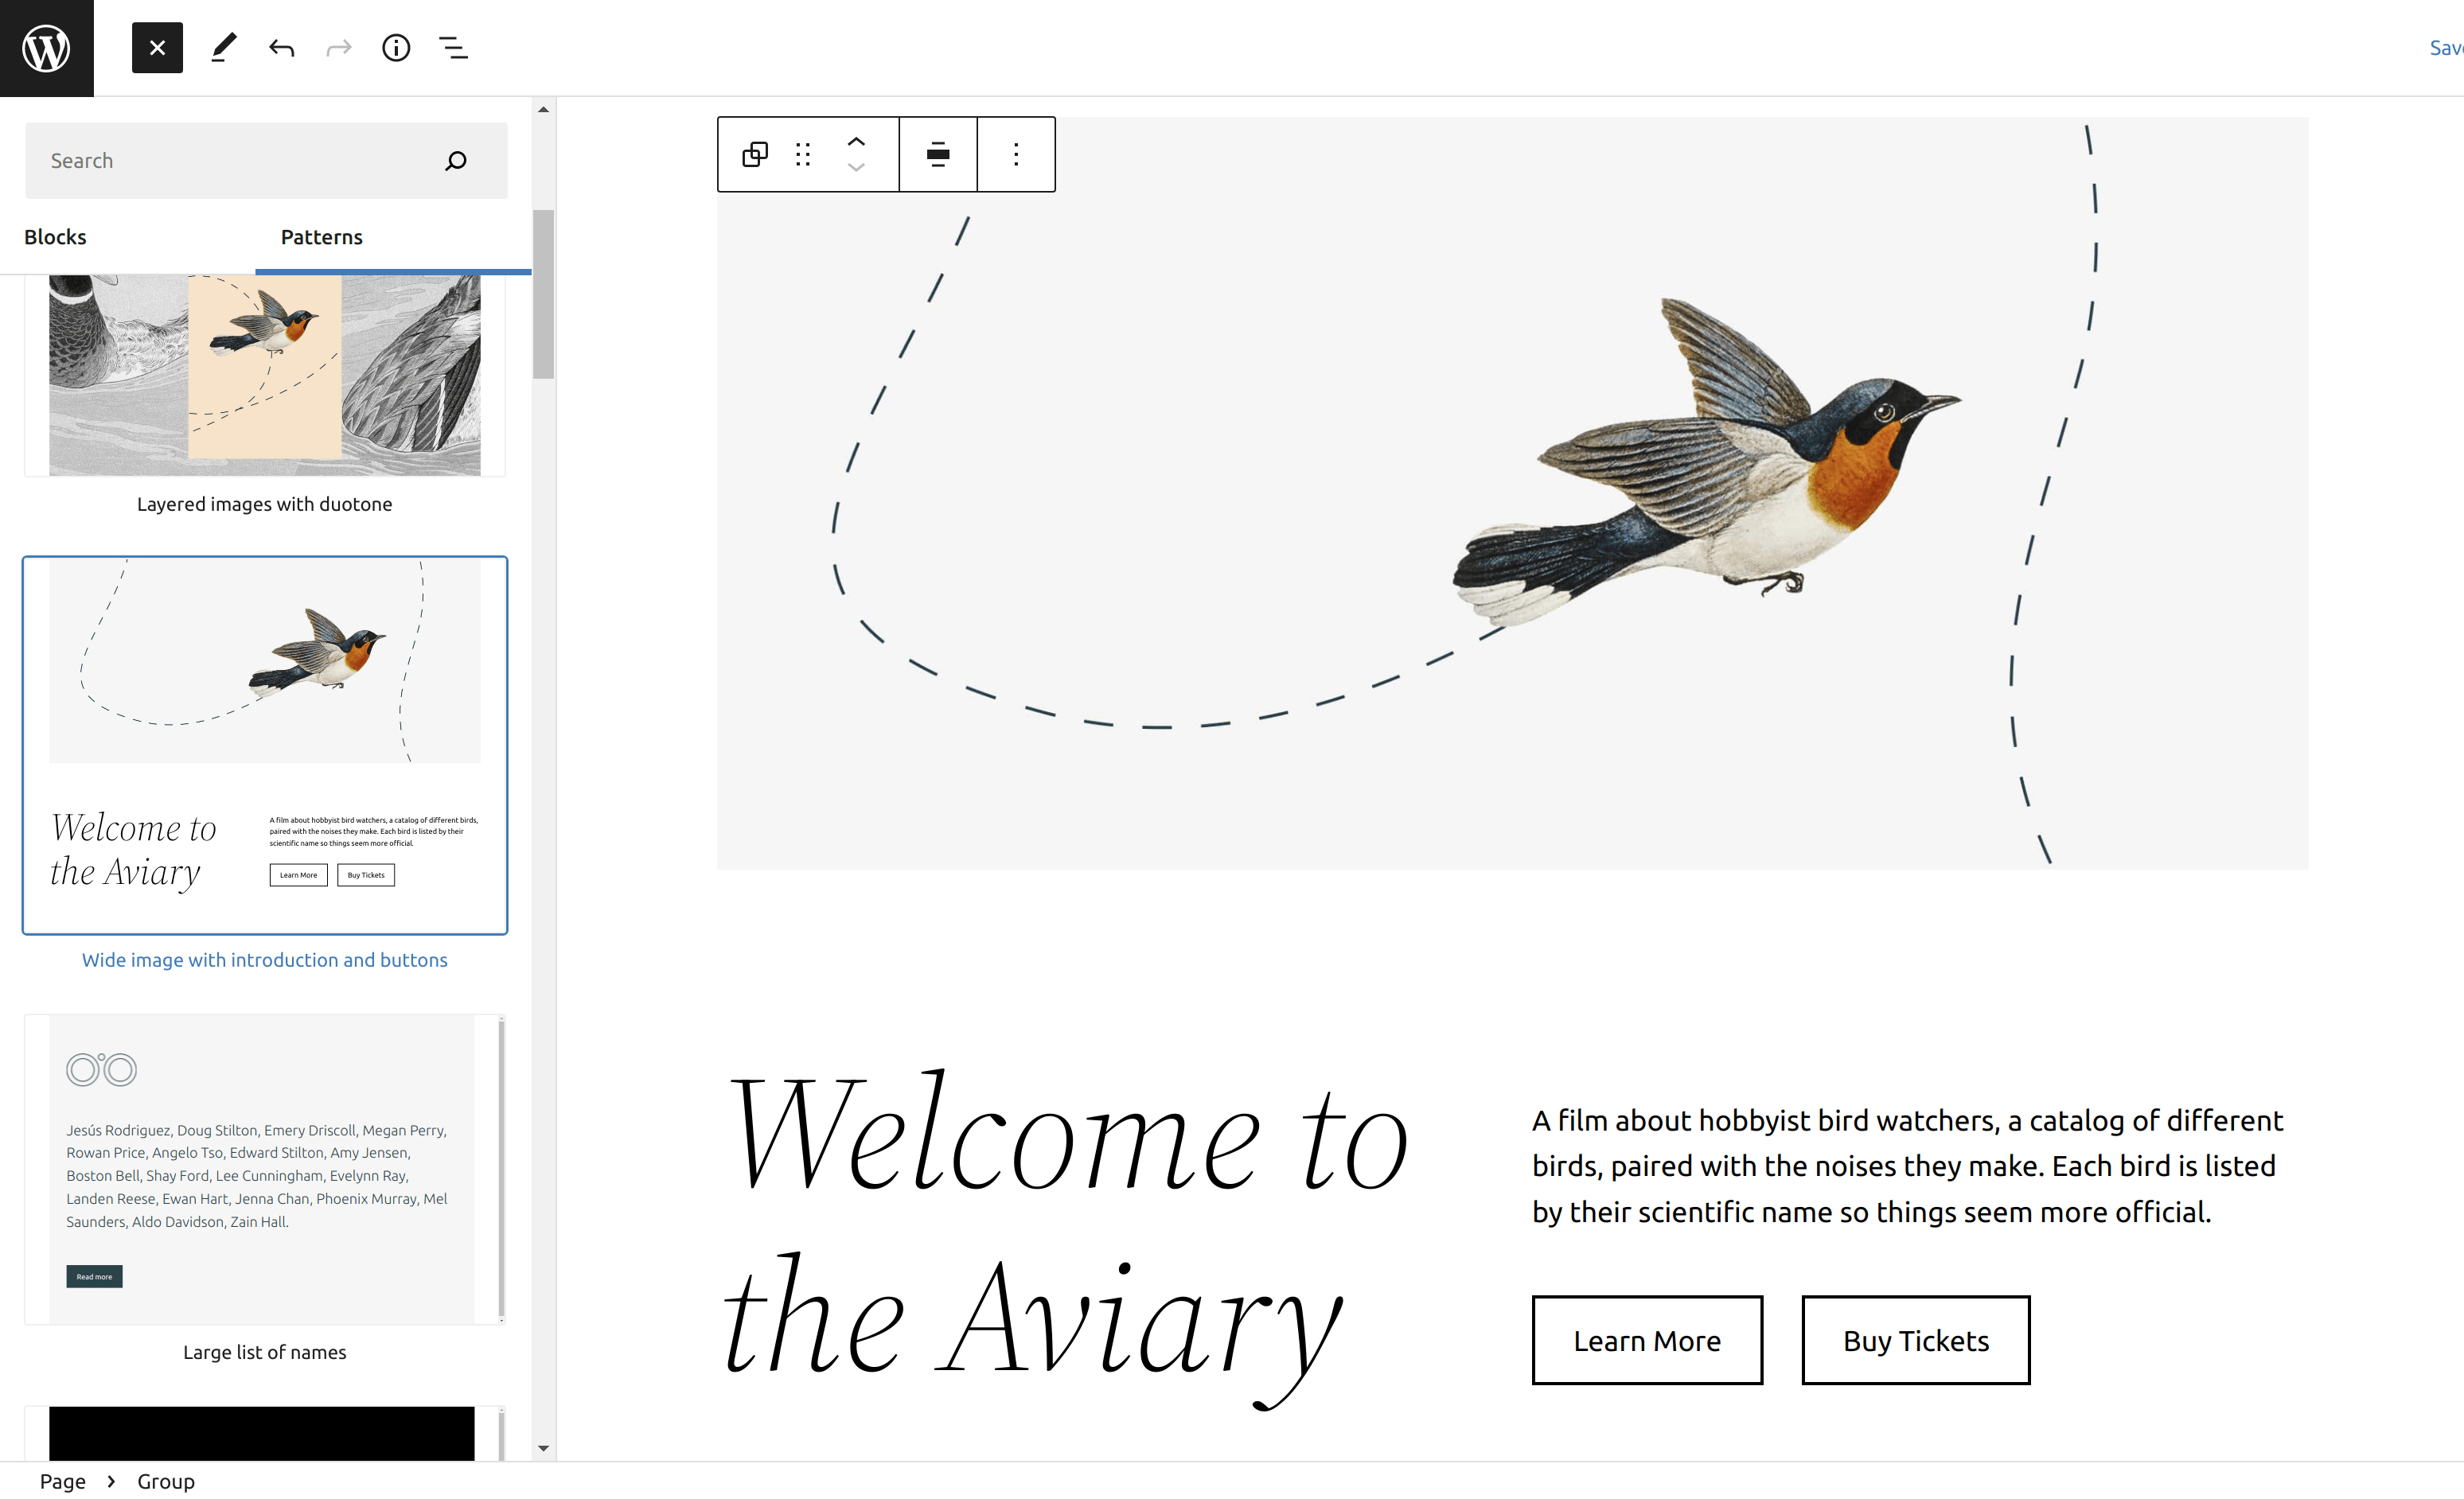 Sav
Search
Blocks
Patterns
Layered images with duotone
Welcome to
the Aviary
A film about hobbyist bird watchers, a catalog of different birds,
paired with the noises they make. Each bird is listed by their
scientific name so things seem more official.
Learn More
Buy Tickets
Wide image with introduction and buttons
Jesús Rodriguez, Doug Stilton, Emery Driscoll, Megan Perry,
Rowan Price, Angelo Tso, Edward Stilton, Amy Jensen,
Boston Bell, Shay Ford, Lee Cunningham, Evelynn Ray,
Landen Reese, Ewan Hart, Jenna Chan, Phoenix Murray, Mel
Saunders, Aldo Davidson, Zain Hall.
Read more
Large list of names
Welcome to
the Aviary
A film about hobbyist bird watchers, a catalog of different
birds, paired with the noises they make. Each bird is listed
by their scientific name so things seem more official.
Learn More
Buy Tickets
Page
Group